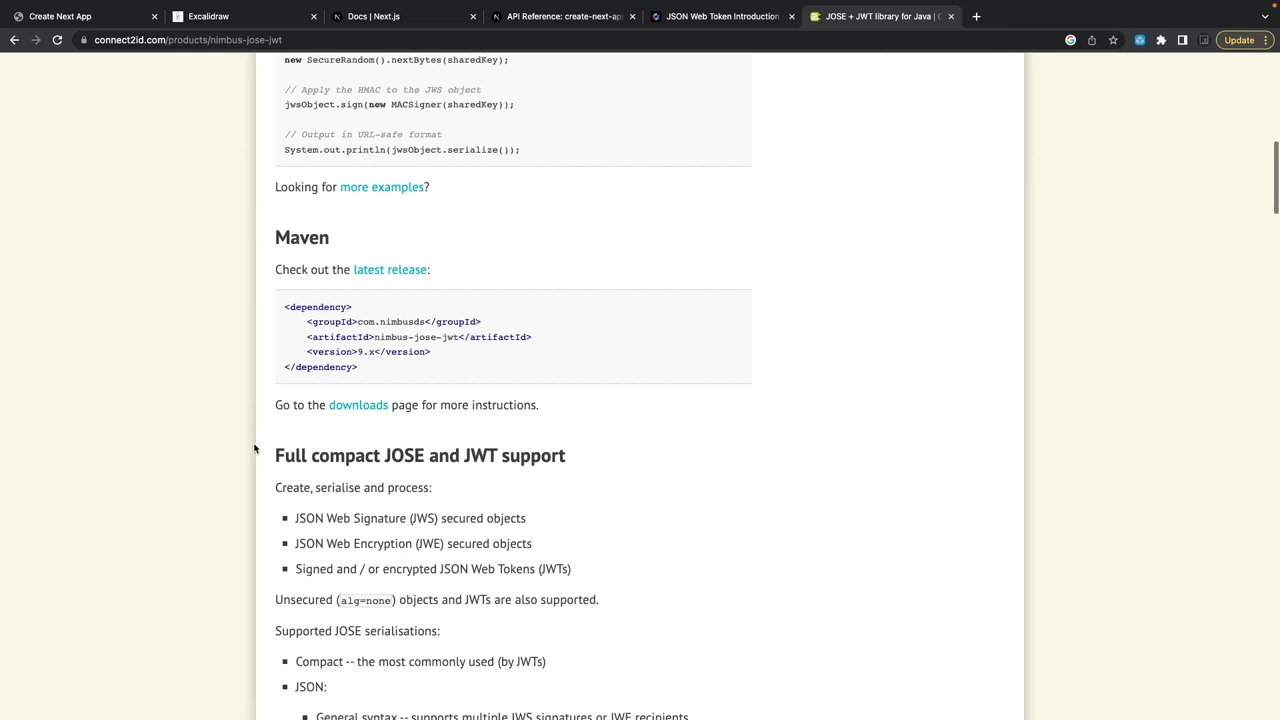 Create Next App
Excalidraw
Docs | Next.js
API Reference: create-next-ap
JSON Web Token Introduction
JOSE + JWT library for Java | C
connect2id.com/products/nimbus-jose-jwt
Update
new SecureRandom().nextBytes(sharedKey);
// Apply the HMAC to the JWS object
jwsObject.sign(new MACSigner(sharedKey));
// Output in URL-safe format
System.out.println(jwsObject.serialize());
Looking for more examples?
Maven
Check out the latest release:
<dependency>
<groupId>com.nimbusds</groupId>
<artifactId>nimbus-jose-jwt</artifactId>
<version>9.x</version>
</dependency>
Go to the downloads page for more instructions.
Full compact JOSE and JWT support
Create, serialise and process:
JSON Web Signature (JWS) secured objects
JSON Web Encryption (JWE) secured objects
Signed and / or encrypted JSON Web Tokens (JWTs)
Unsecured (alg=none) objects and JWTs are also supported.
Supported JOSE serialisations:
Compact -- the most commonly used (by JWTs)
JSON:
General syntax -- supports multiple JWS signatures or JWE recipients